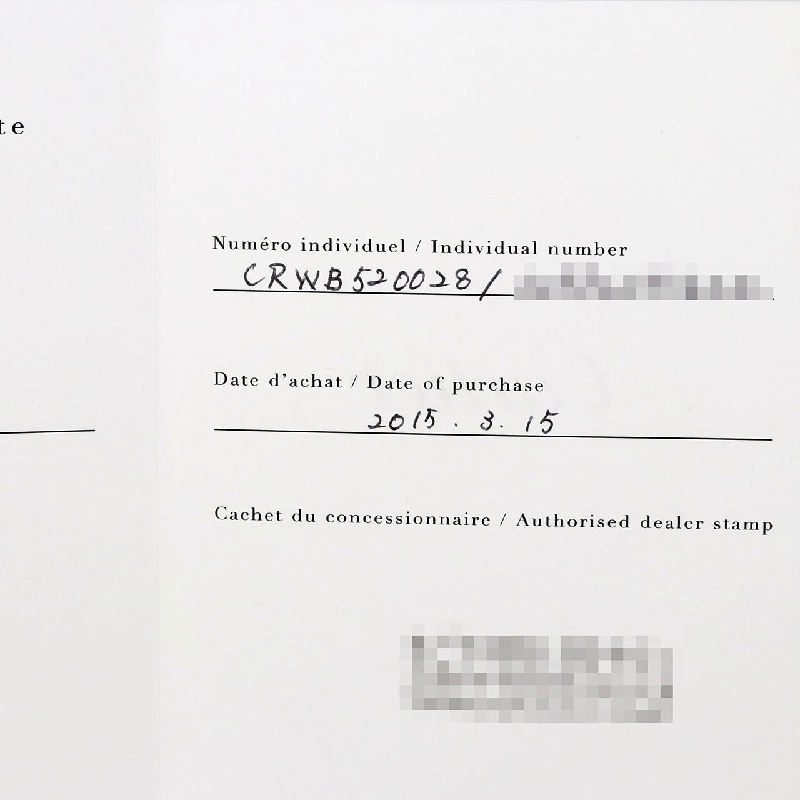 te
Numéro individuel / Individual number
CRWB520028/
Date d'achat / Date of purchase
2015. 3. 15
Cachet du concessionnaire / Authorised dealer stamp